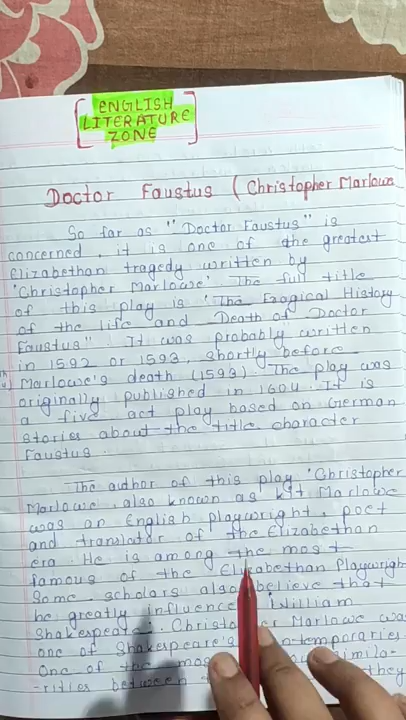 ENGLISH
LITERATURE
ZONE
Doctor Faustus (Christopher Marlowe
So far as "Doctor Faustus" is
concerned, it is one of the greatest
Elizabethan tragedy written by
'Christopher Marlowe'. The full title
of this play is "The Tragical History
of the life and Death of Doctor
Faustus". It was probably written
in 1592 or 1593, shortly before
Marlowe's death (1593). The play was
originally published in 1604. It is
a five act play based on German
stories about the title character
Faustus.
The author of this play 'Christopher
Marlowe, also known as Kit Marlowe
was an English playwright, poet
and translator of the Elizabethan
era. He is among the most
famous of the Elizabethan Playwrigh
Some scholars also believe that
he greatly influence William
Shakespeare. Christopher Marlowe was
one of Shakespeare's
One of the simila-
-rities between they